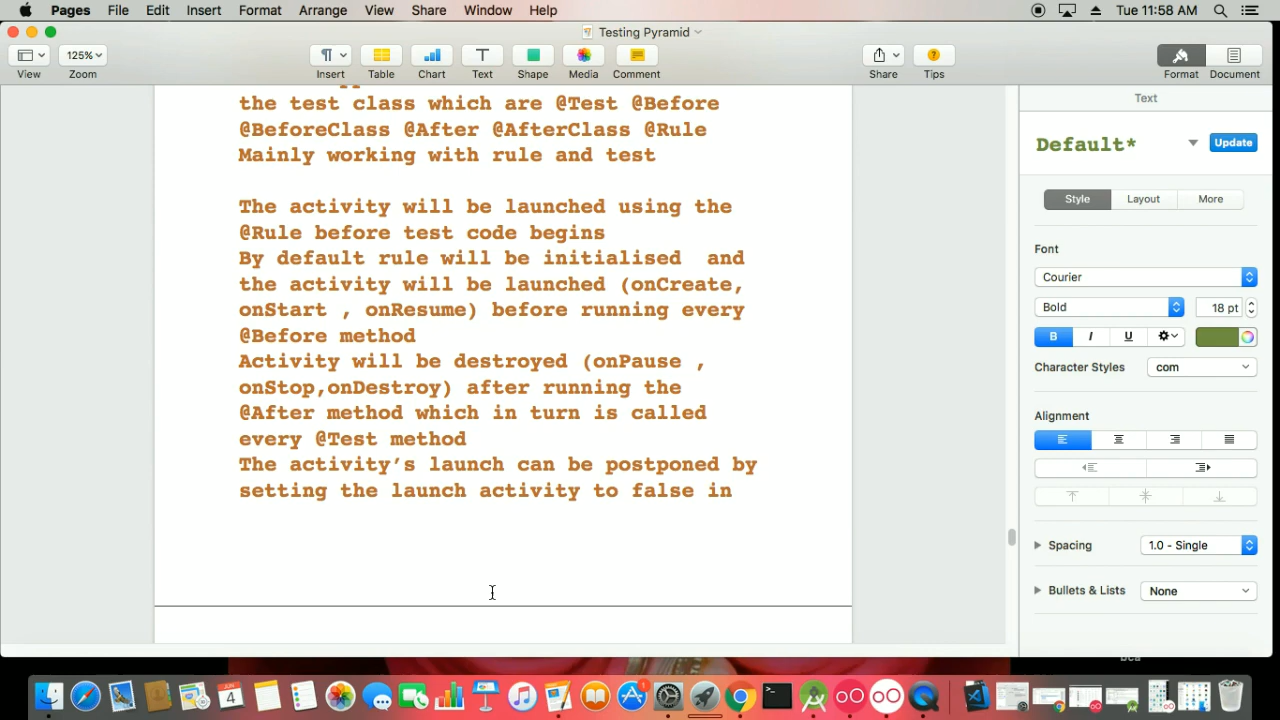 Pages File Edit Insert Format Arrange View Share Window Help Tue 11:58 AM
Testing Pyramid
125%
View Zoom Insert Table Chart Text Shape Media Comment Share Tips Format Document
the test class which are @Test @Before
@BeforeClass @After @AfterClass @Rule
Mainly working with rule and test
The activity will be launched using the
@Rule before test code begins
By default rule will be initialised and
the activity will be launched (onCreate,
onStart , onResume) before running every
@Before method
Activity will be destroyed (onPause ,
onStop,onDestroy) after running the
@After method which in turn is called
every @Test method
The activity’s launch can be postponed by
setting the launch activity to false in
Text
Default* Update
Style Layout More
Font
Courier
Bold 18 pt
B I U
Character Styles com
Alignment
Spacing 1.0 - Single
Bullets & Lists None